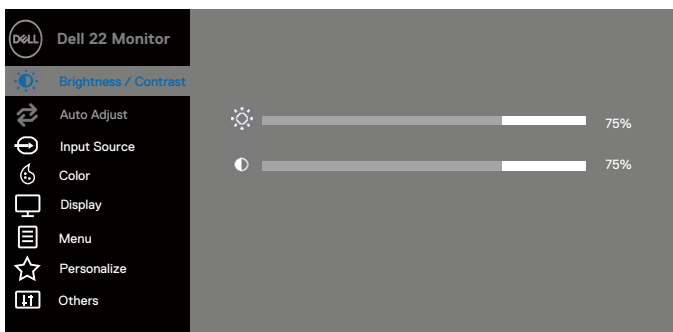 DELL
Dell 22 Monitor
Brightness / Contrast
Auto Adjust
75%
Input Source
75%
Color
Display
Menu
Personalize
Others